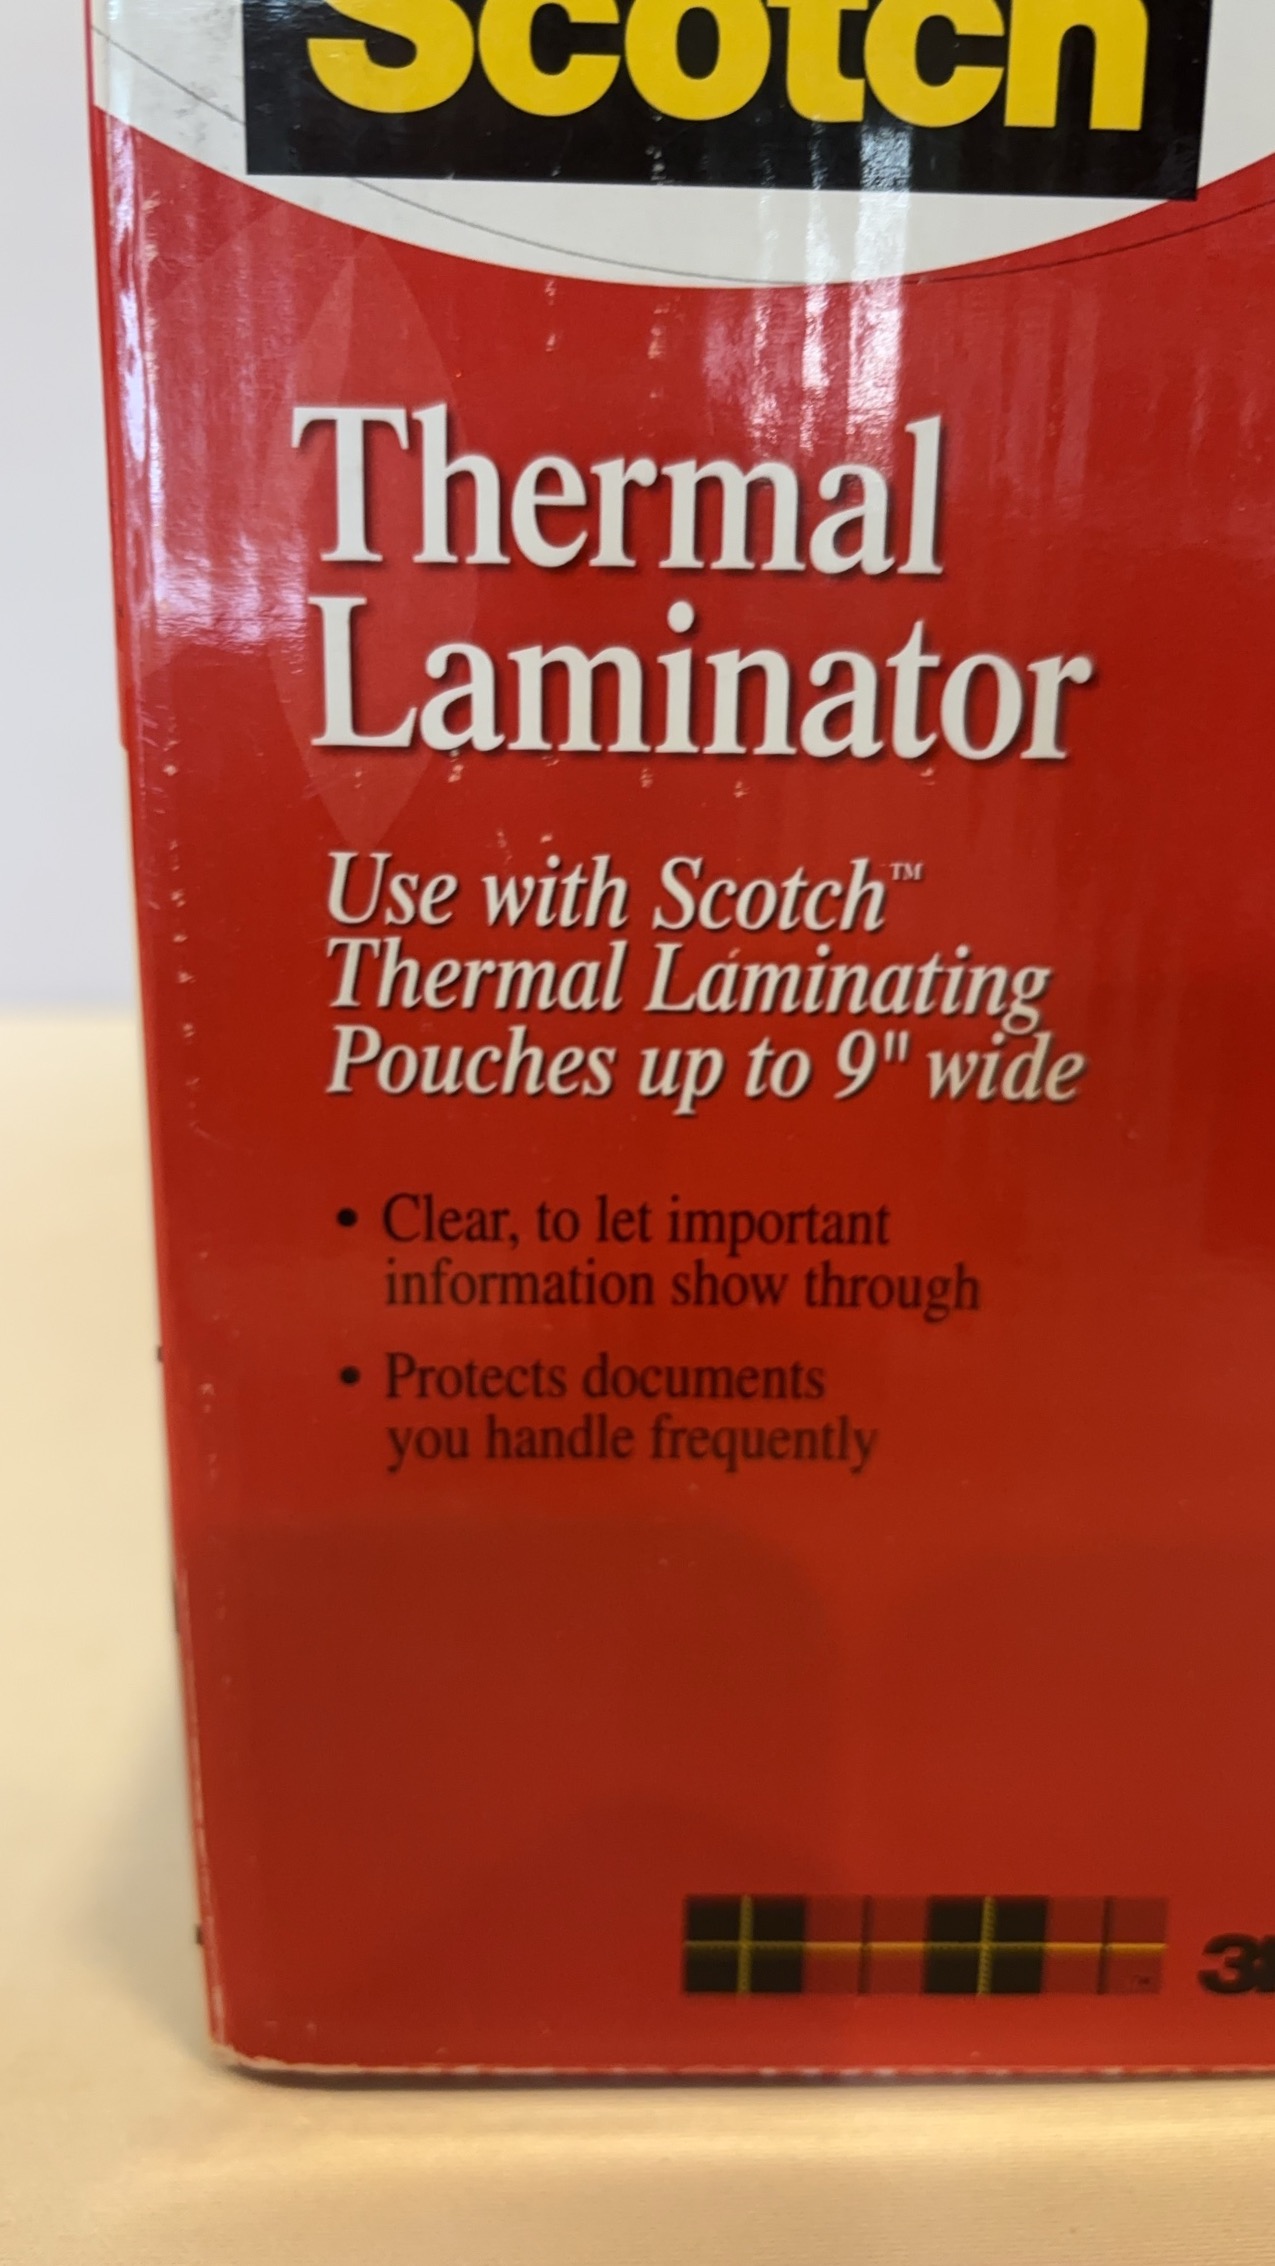 Scotch
Thermal
Laminator
Use with Scotch™
Thermal Laminating
Pouches up to 9" wide
• Clear, to let important
information show through
• Protects documents
you handle frequently